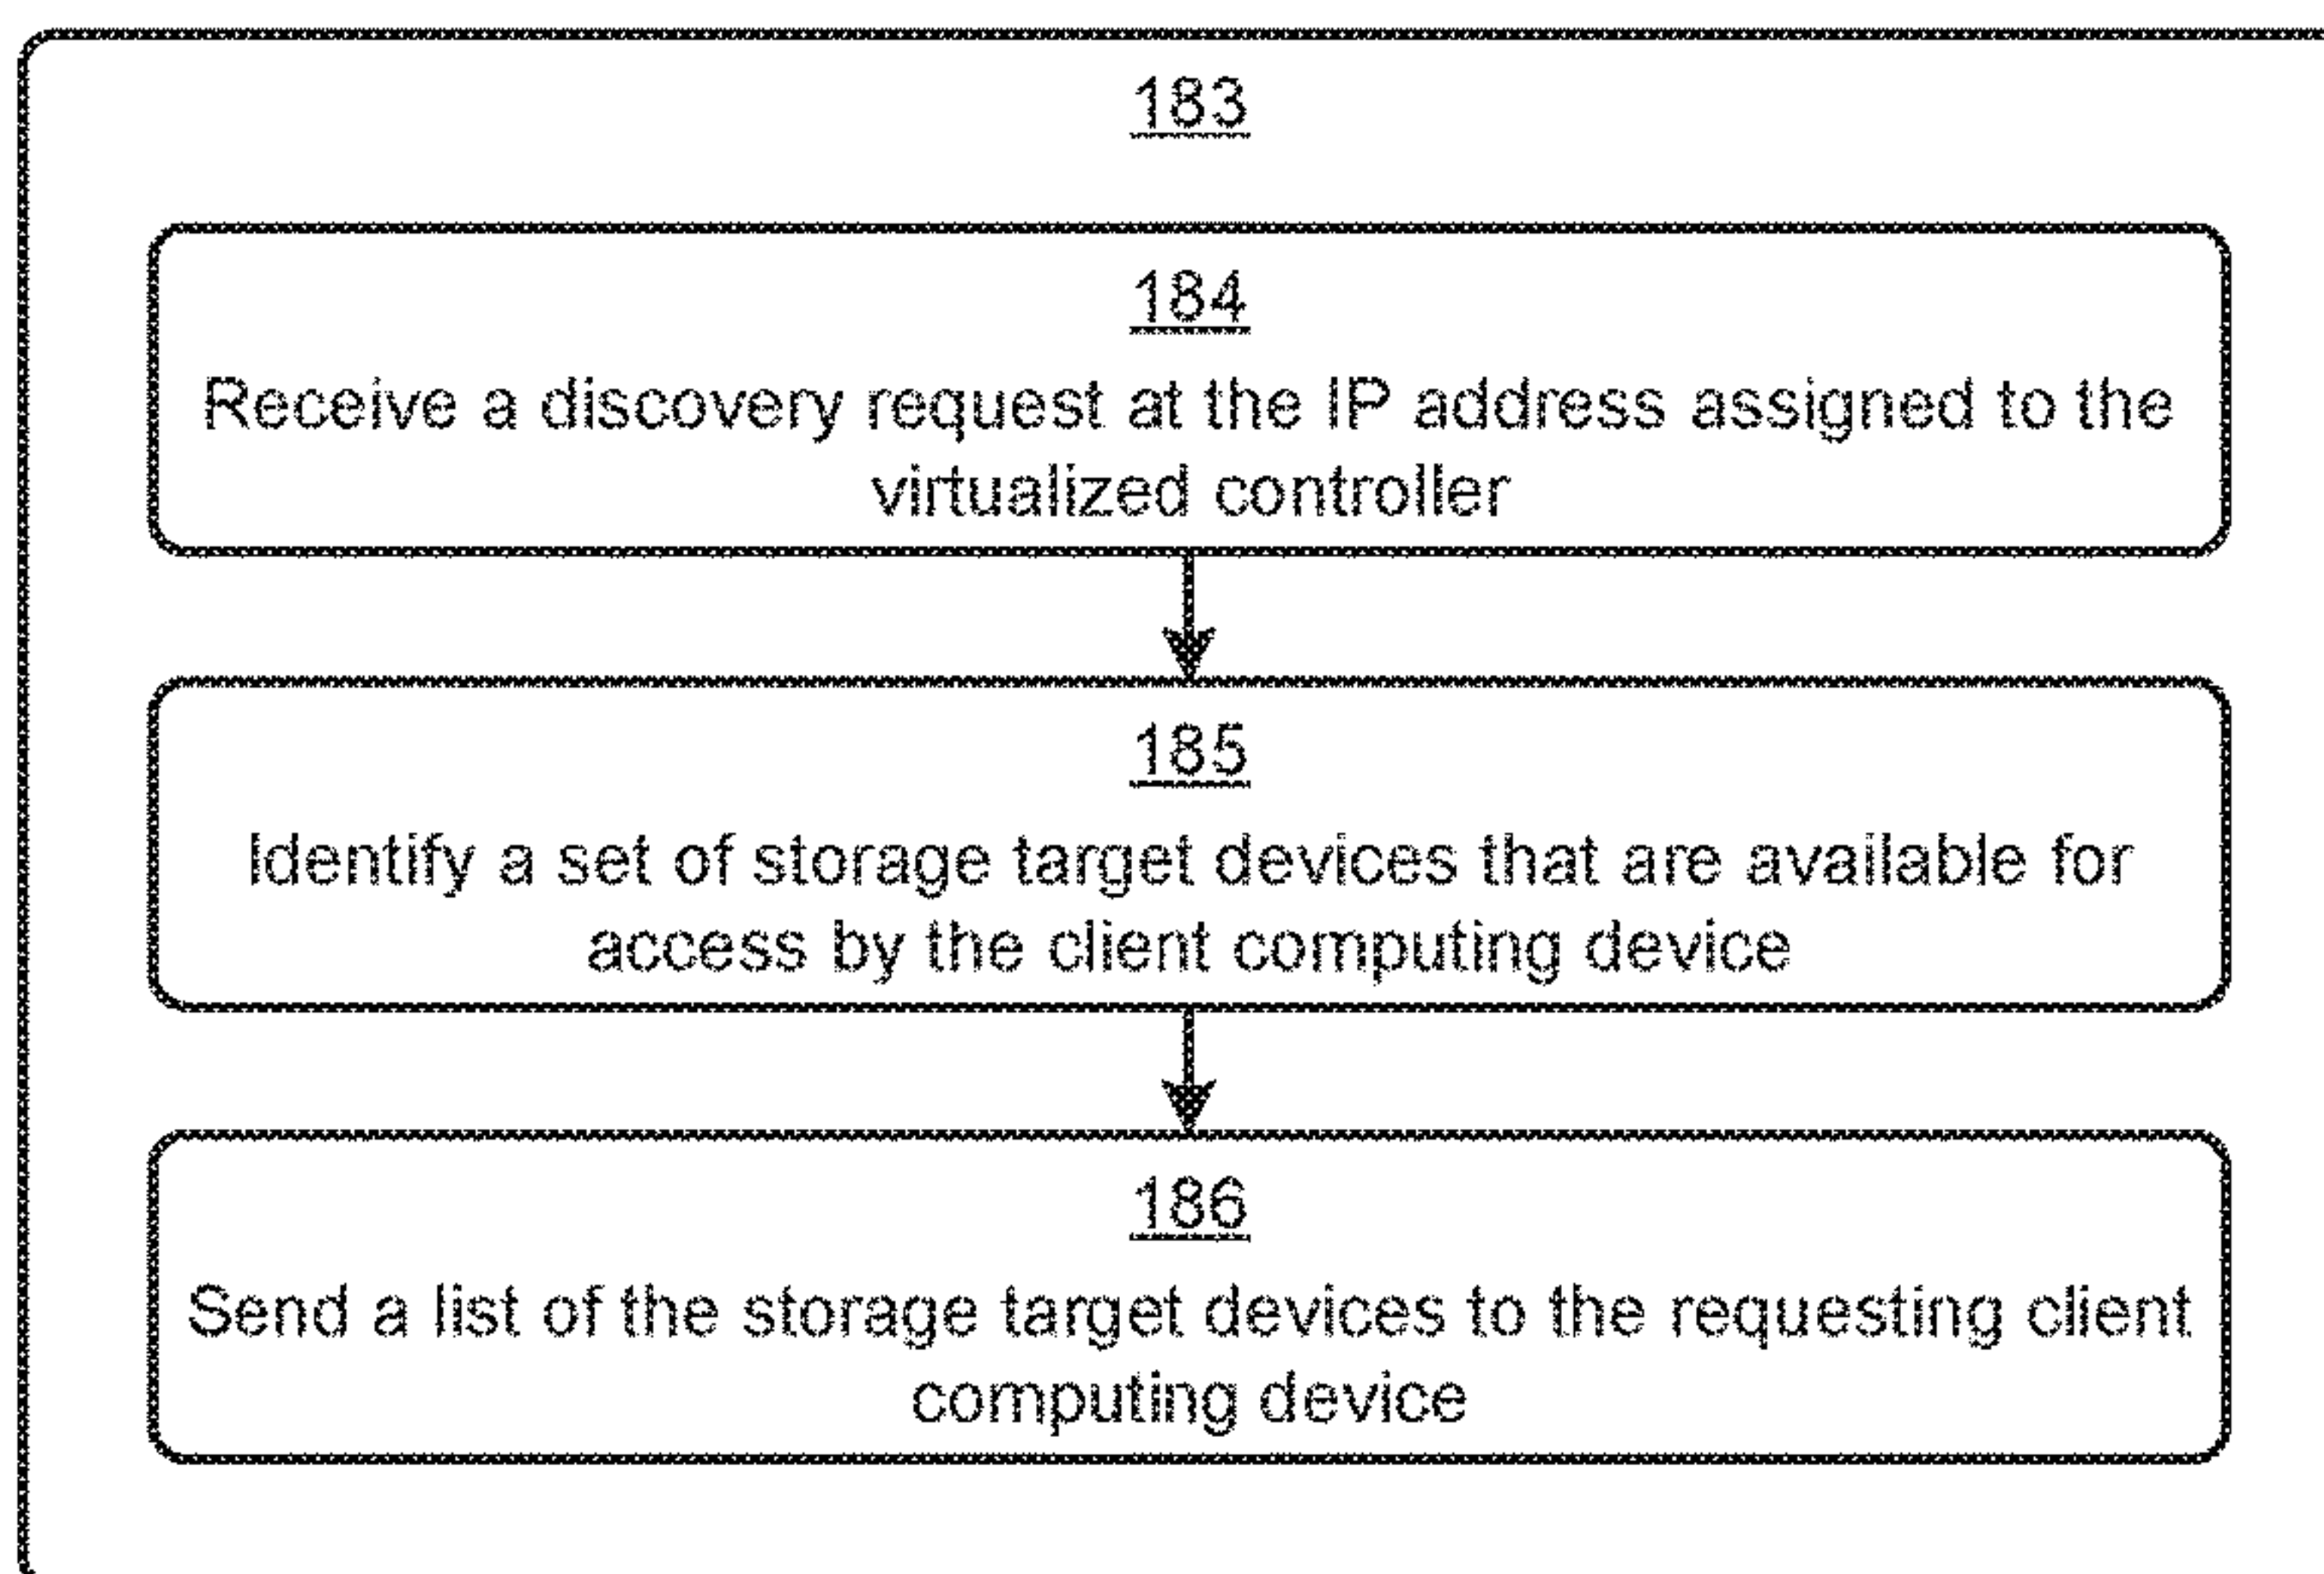 183
184
Receive a discovery request at the IP address assigned to the
virtualized controller
185
Identify a set of storage target devices that are available for
access by the client computing device
186
Send a list of the storage target devices to the requesting client
computing device